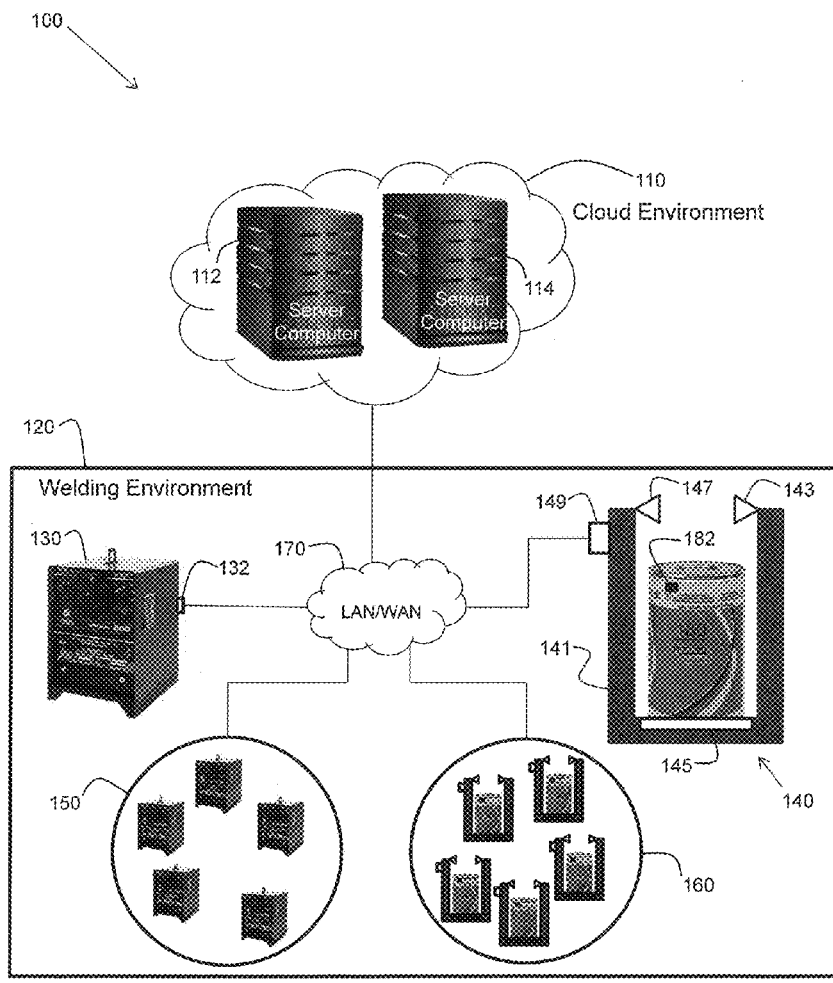 100
110
Cloud Environment
112
114
Server
Computer
Server
Computer
120
Welding Environment
147
143
149
130
170
182
132
LAN/WAN
141
145
140
150
160